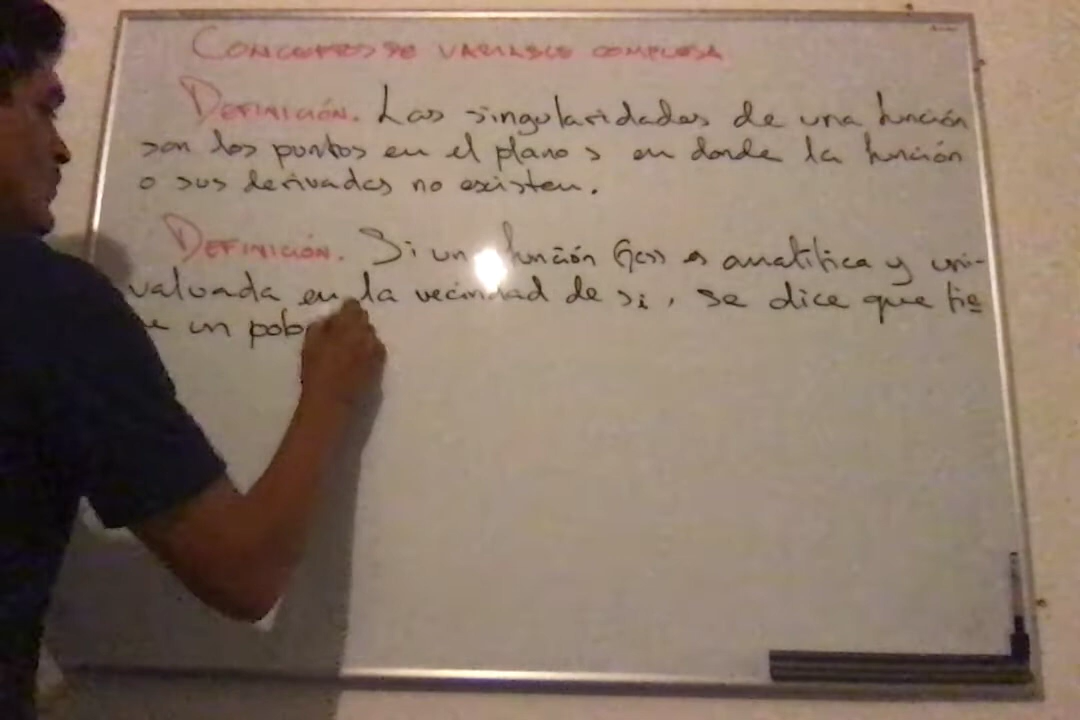 CONCEPTOS DE VARIABLE COMPLEJA
DEFINICIÓN. Las singularidades de una función
son los puntos en el plano s en donde la función
o sus derivadas no existen.
DEFINICIÓN. Si un función G(s) es analítica y uni-
valuada en la vecindad de si, se dice que tie
ne un polo